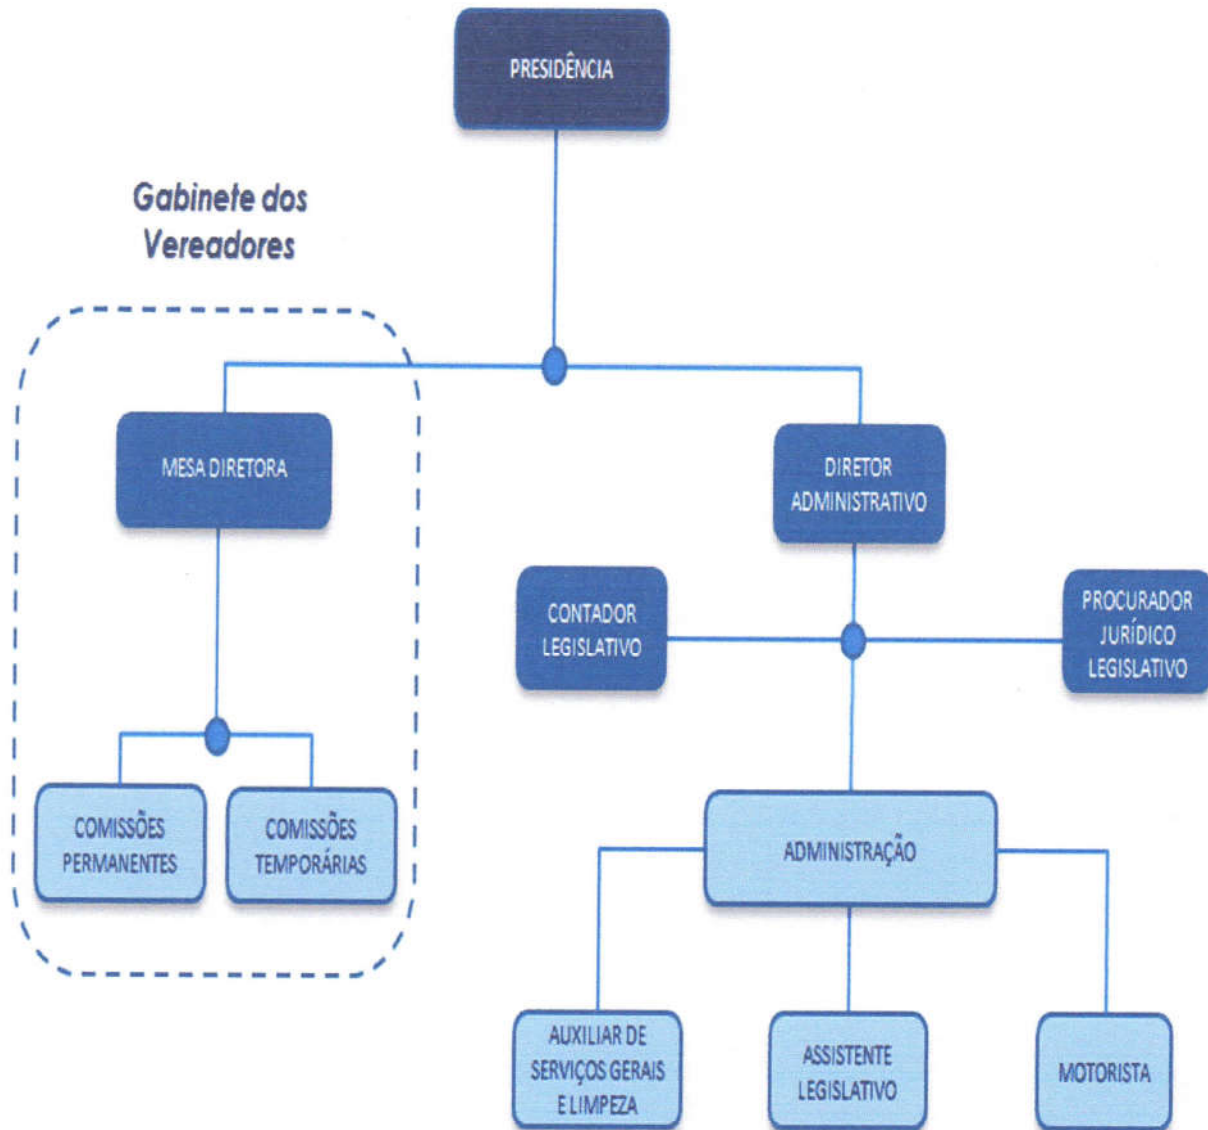 PRESIDÊNCIA
Gabinete dos
Vereadores
MESA DIRETORA
DIRETOR
ADMINISTRATIVO
CONTADOR
LEGISLATIVO
PROCURADOR
JURÍDICO
LEGISLATIVO
COMISSÕES
PERMANENTES
COMISSÕES
TEMPORÁRIAS
ADMINISTRAÇÃO
AUXILIAR DE
SERVIÇOS GERAIS
E LIMPEZA
ASSISTENTE
LEGISLATIVO
MOTORISTA